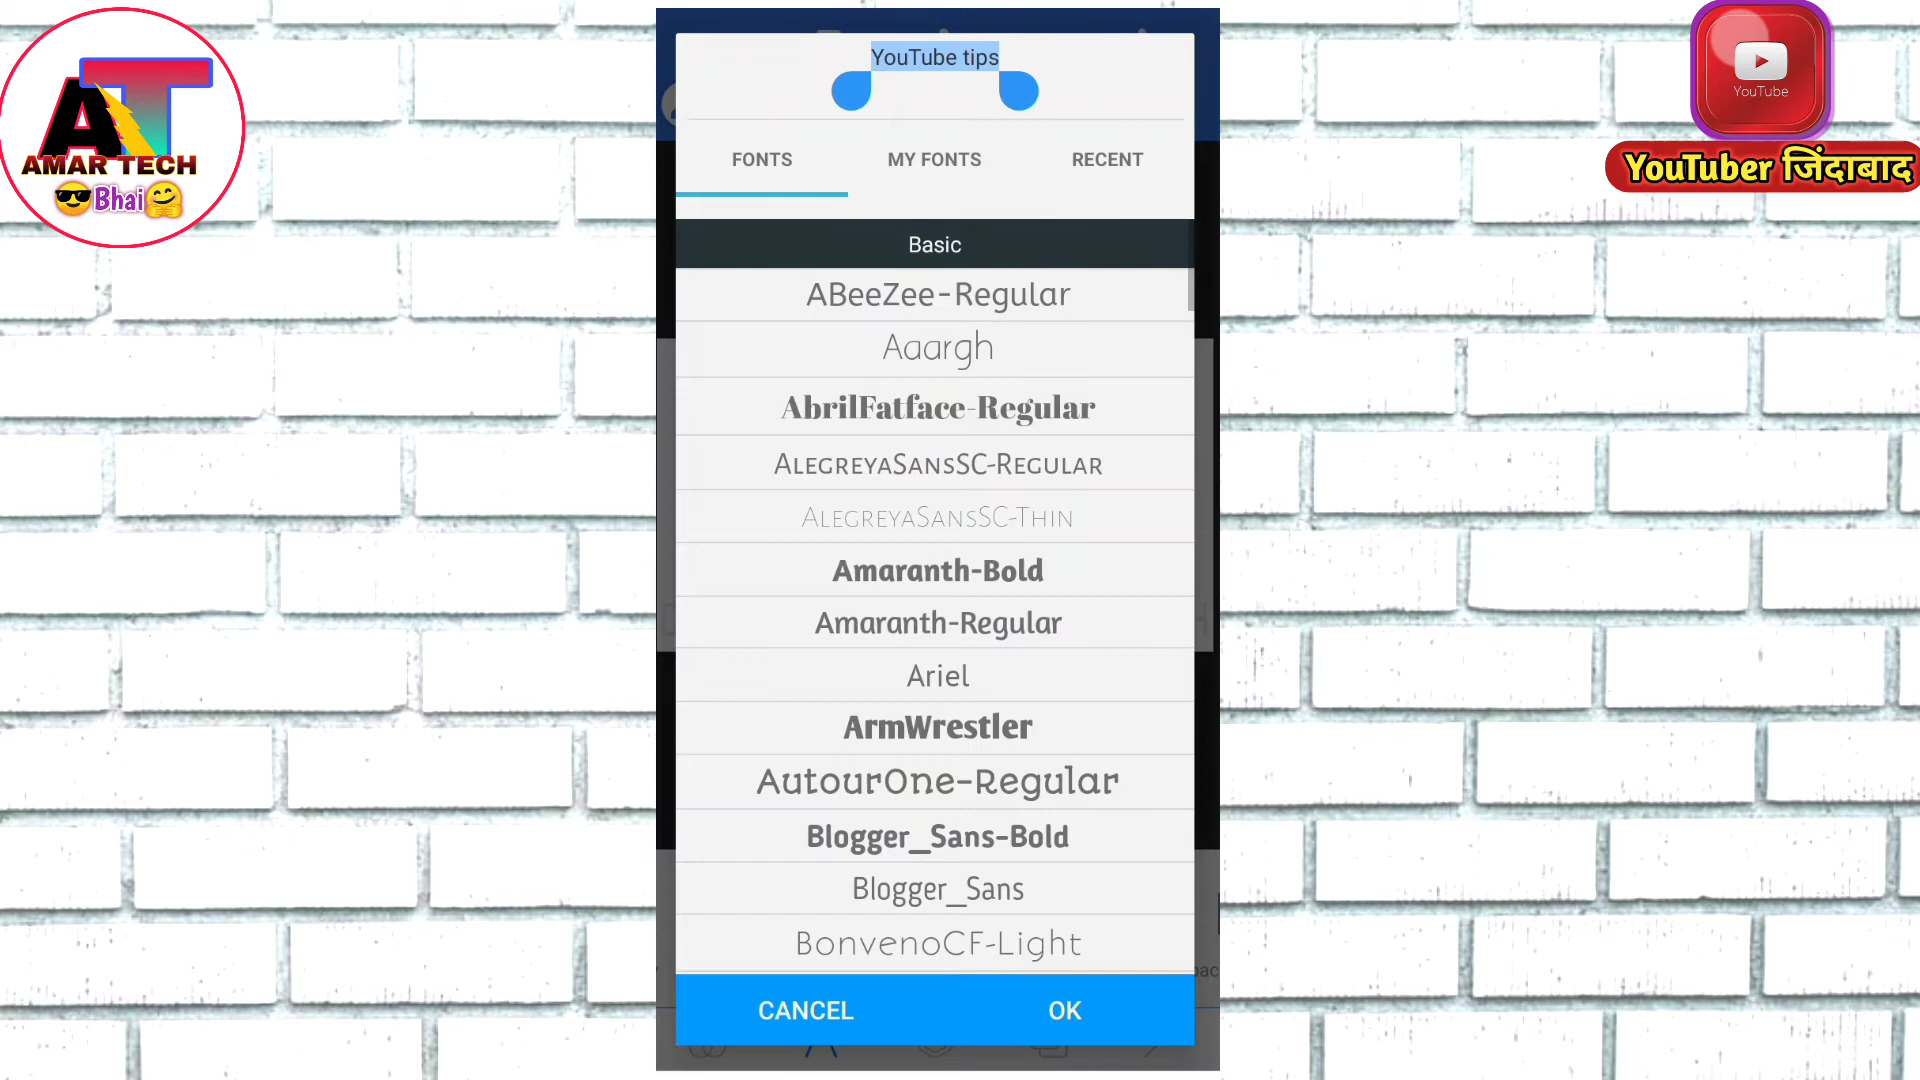 AT
AMAR TECH
😎Bhai🤗
YouTube
YouTuber जिंदाबाद
YouTube tips
FONTS
MY FONTS
RECENT
Basic
ABeeZee-Regular
Aaargh
AbrilFatface-Regular
AlegreyaSansSC-Regular
AlegreyaSansSC-Thin
Amaranth-Bold
Amaranth-Regular
Ariel
ArmWrestler
AutourOne-Regular
Blogger_Sans-Bold
Blogger_Sans
BonvenoCF-Light
CANCEL
OK